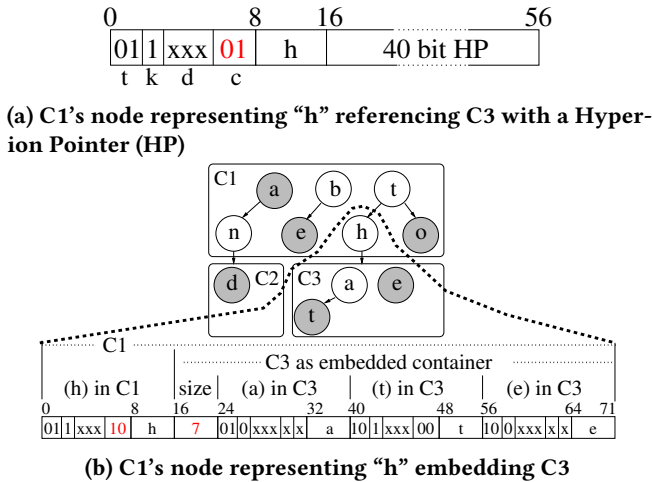 0 8 16 56
01 1 xxx 01 h 40 bit HP
t k d c
(a) C1's node representing “h” referencing C3 with a Hyper-
ion Pointer (HP)
C1 a b t
n e h o
d C2 C3 a e
t
C1
C3 as embedded container
(h) in C1 size (a) in C3 (t) in C3 (e) in C3
0 8 16 24 32 40 48 56 64 71
01 1 xxx 10 h 7 01 0 xxx x x a 10 1 xxx 00 t 10 0 xxx x x e
(b) C1's node representing “h” embedding C3